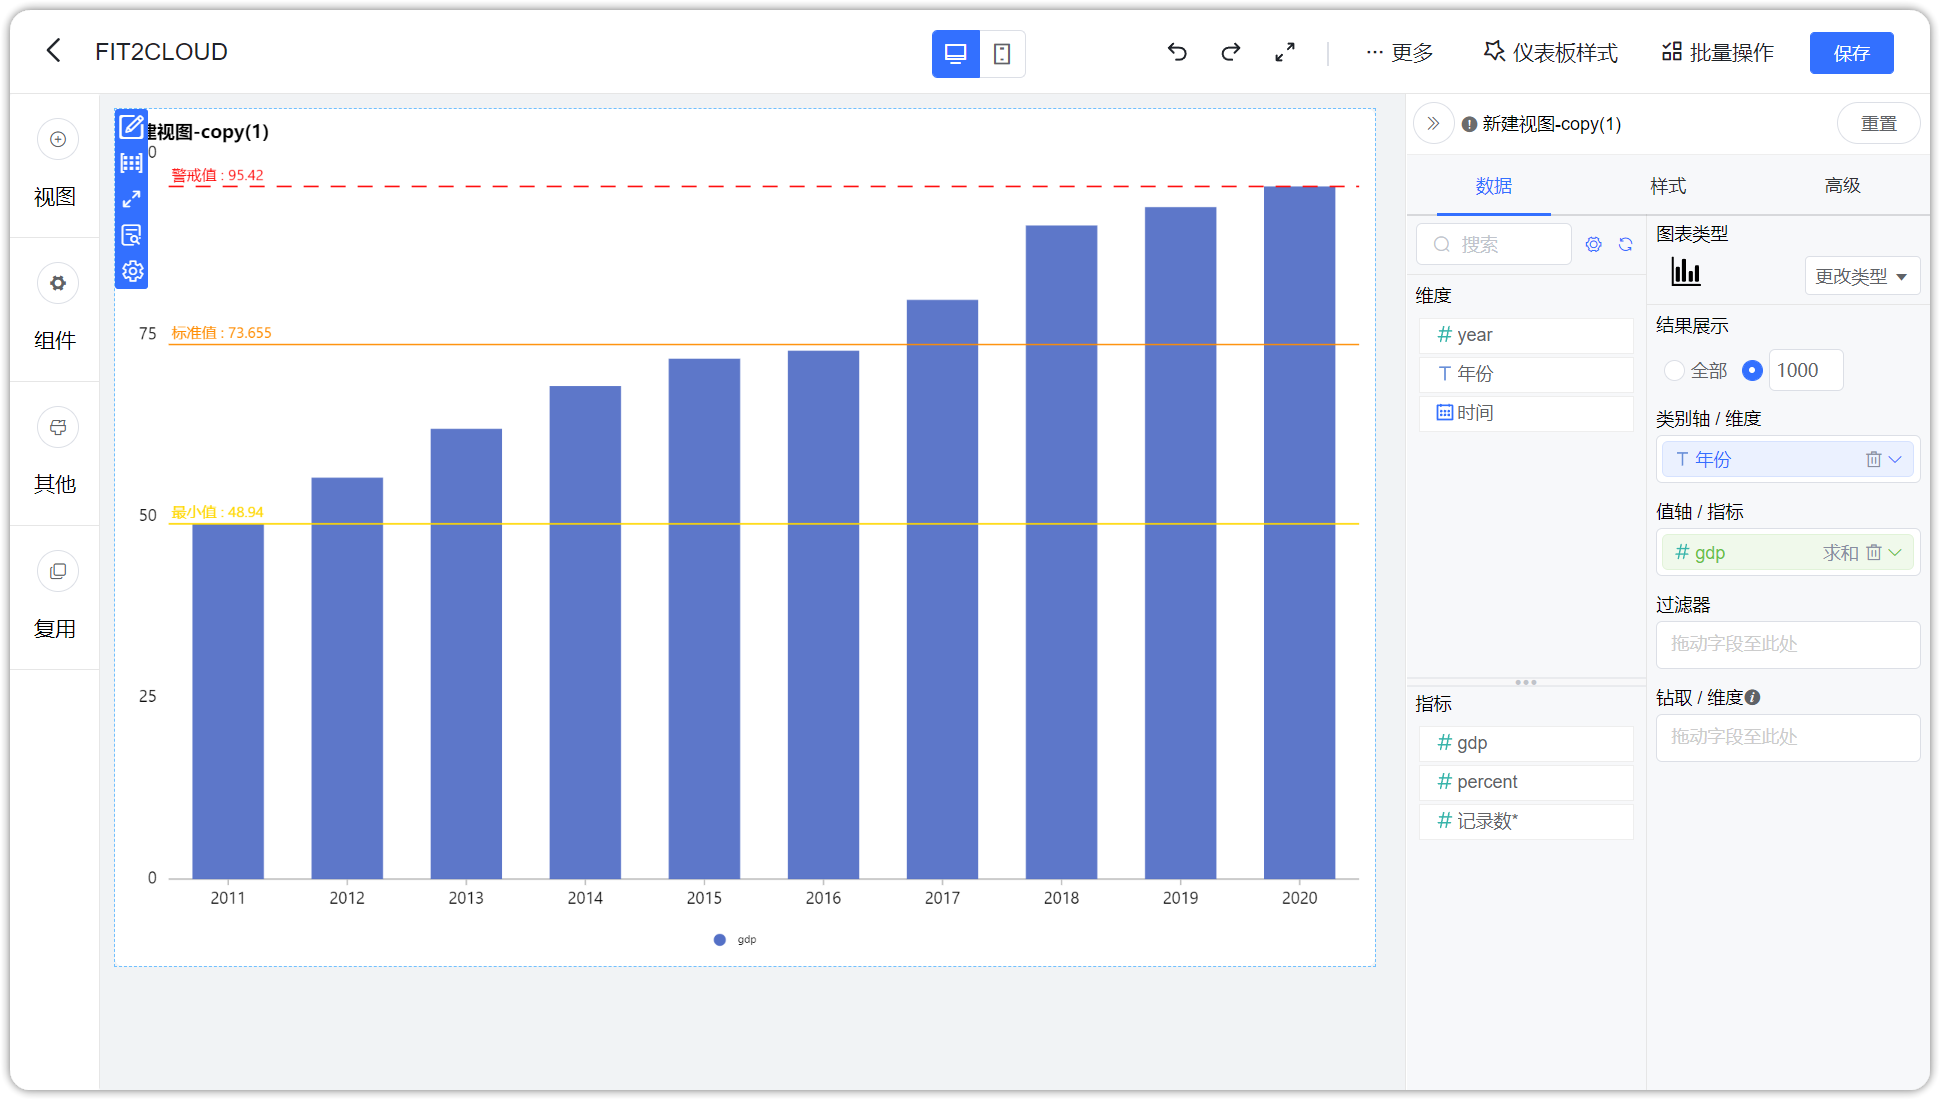 FIT2CLOUD
更多
仪表板样式
批量操作
保存
视图
组件
其他
复用
建视图-copy(1)
0
警戒值 : 95.42
75
标准值 : 73.655
50
最小值 : 48.94
25
0
2011 2012 2013 2014 2015 2016 2017 2018 2019 2020
gdp
新建视图-copy(1)
重置
数据 样式 高级
搜索
维度
# year
T 年份
时间
指标
# gdp
# percent
# 记录数*
图表类型
更改类型
结果展示
全部 1000
类别轴 / 维度
T 年份
值轴 / 指标
# gdp 求和
过滤器
拖动字段至此处
钻取 / 维度
拖动字段至此处